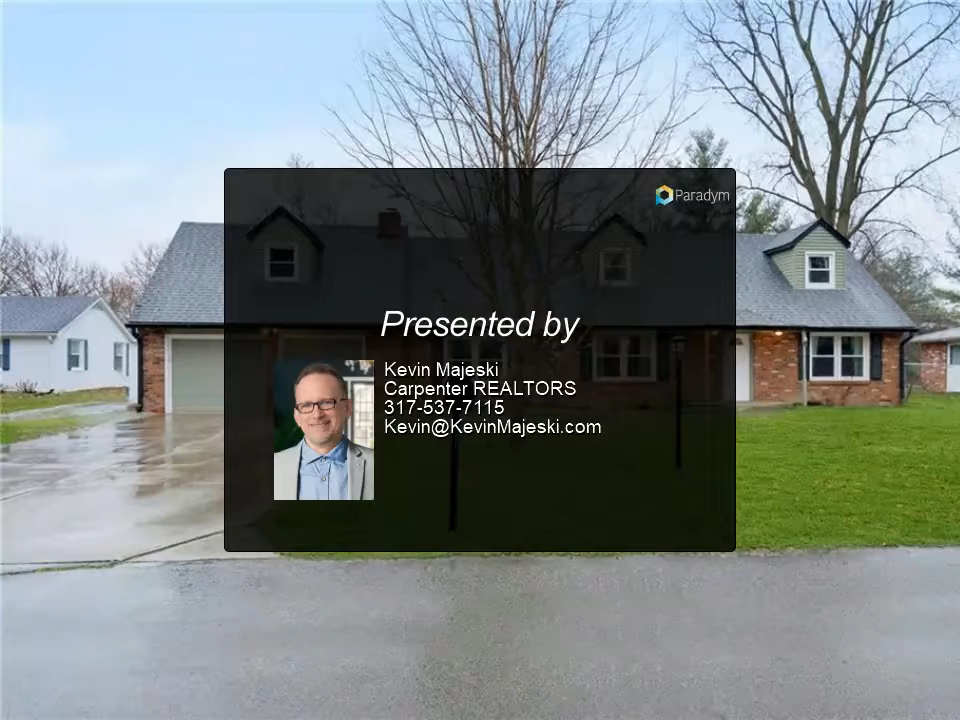 Paradym
Presented by
Kevin Majeski
Carpenter REALTORS
317-537-7115
Kevin@KevinMajeski.com